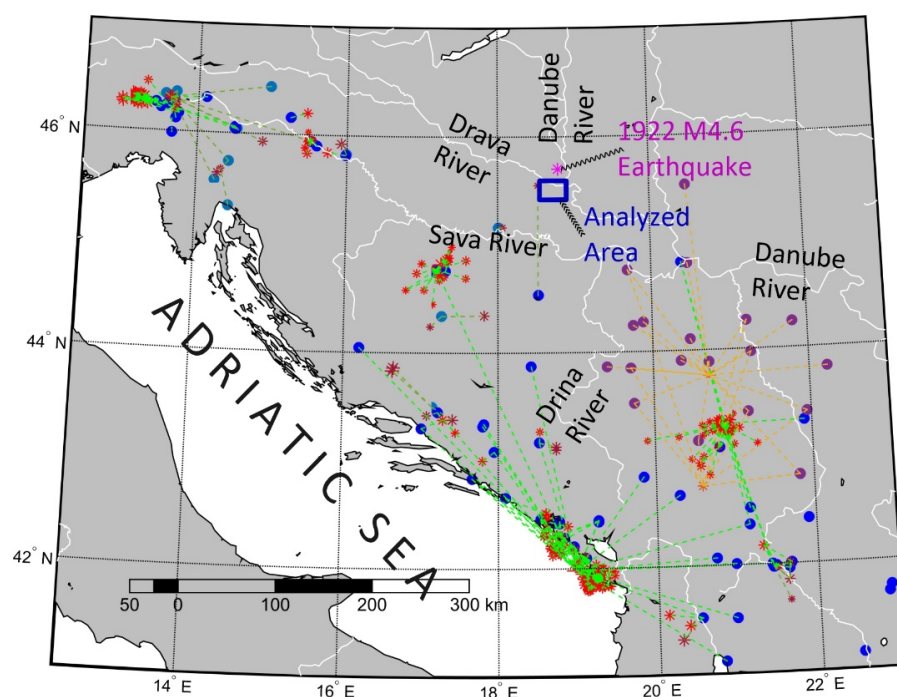 46° N
44° N
42° N
14° E
16° E
18° E
20° E
22° E
Drava
River
Danube
River
1922 M4.6
Earthquake
Analyzed
Area
Sava River
Danube
River
Drina
River
ADRIATIC SEA
50 0 100 200 300 km